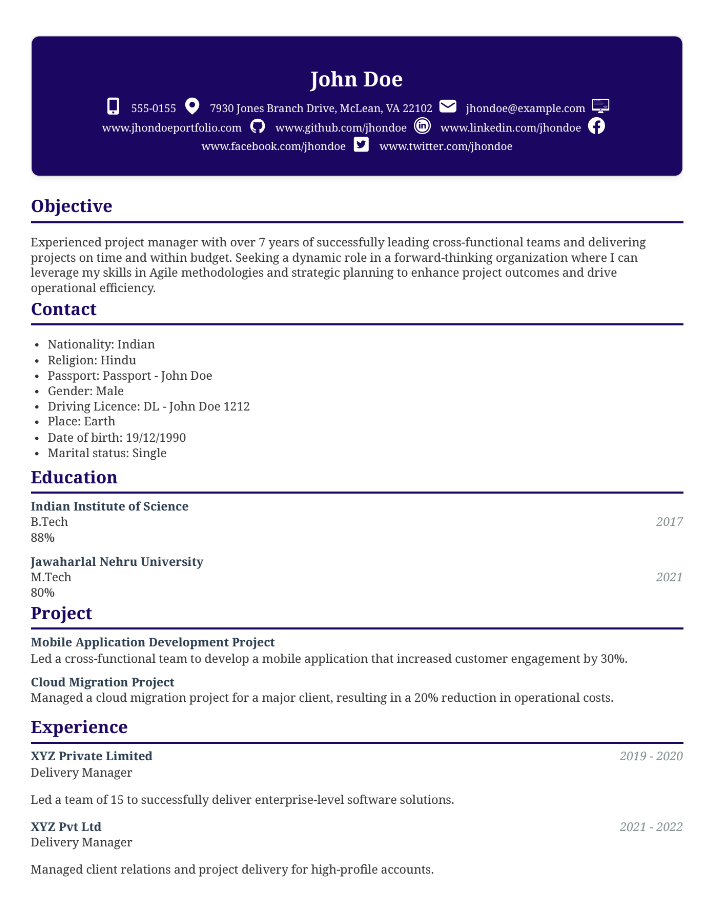 John Doe
555-0155 7930 Jones Branch Drive, McLean, VA 22102 jhondoe@example.com
www.jhondoeportfolio.com www.github.com/jhondoe www.linkedin.com/jhondoe
www.facebook.com/jhondoe www.twitter.com/jhondoe
Objective
Experienced project manager with over 7 years of successfully leading cross-functional teams and delivering
projects on time and within budget. Seeking a dynamic role in a forward-thinking organization where I can
leverage my skills in Agile methodologies and strategic planning to enhance project outcomes and drive
operational efficiency.
Contact
• Nationality: Indian
• Religion: Hindu
• Passport: Passport - John Doe
• Gender: Male
• Driving Licence: DL - John Doe 1212
• Place: Earth
• Date of birth: 19/12/1990
• Marital status: Single
Education
Indian Institute of Science
B.Tech 2017
88%
Jawaharlal Nehru University
M.Tech 2021
80%
Project
Mobile Application Development Project
Led a cross-functional team to develop a mobile application that increased customer engagement by 30%.
Cloud Migration Project
Managed a cloud migration project for a major client, resulting in a 20% reduction in operational costs.
Experience
XYZ Private Limited 2019 - 2020
Delivery Manager
Led a team of 15 to successfully deliver enterprise-level software solutions.
XYZ Pvt Ltd 2021 - 2022
Delivery Manager
Managed client relations and project delivery for high-profile accounts.